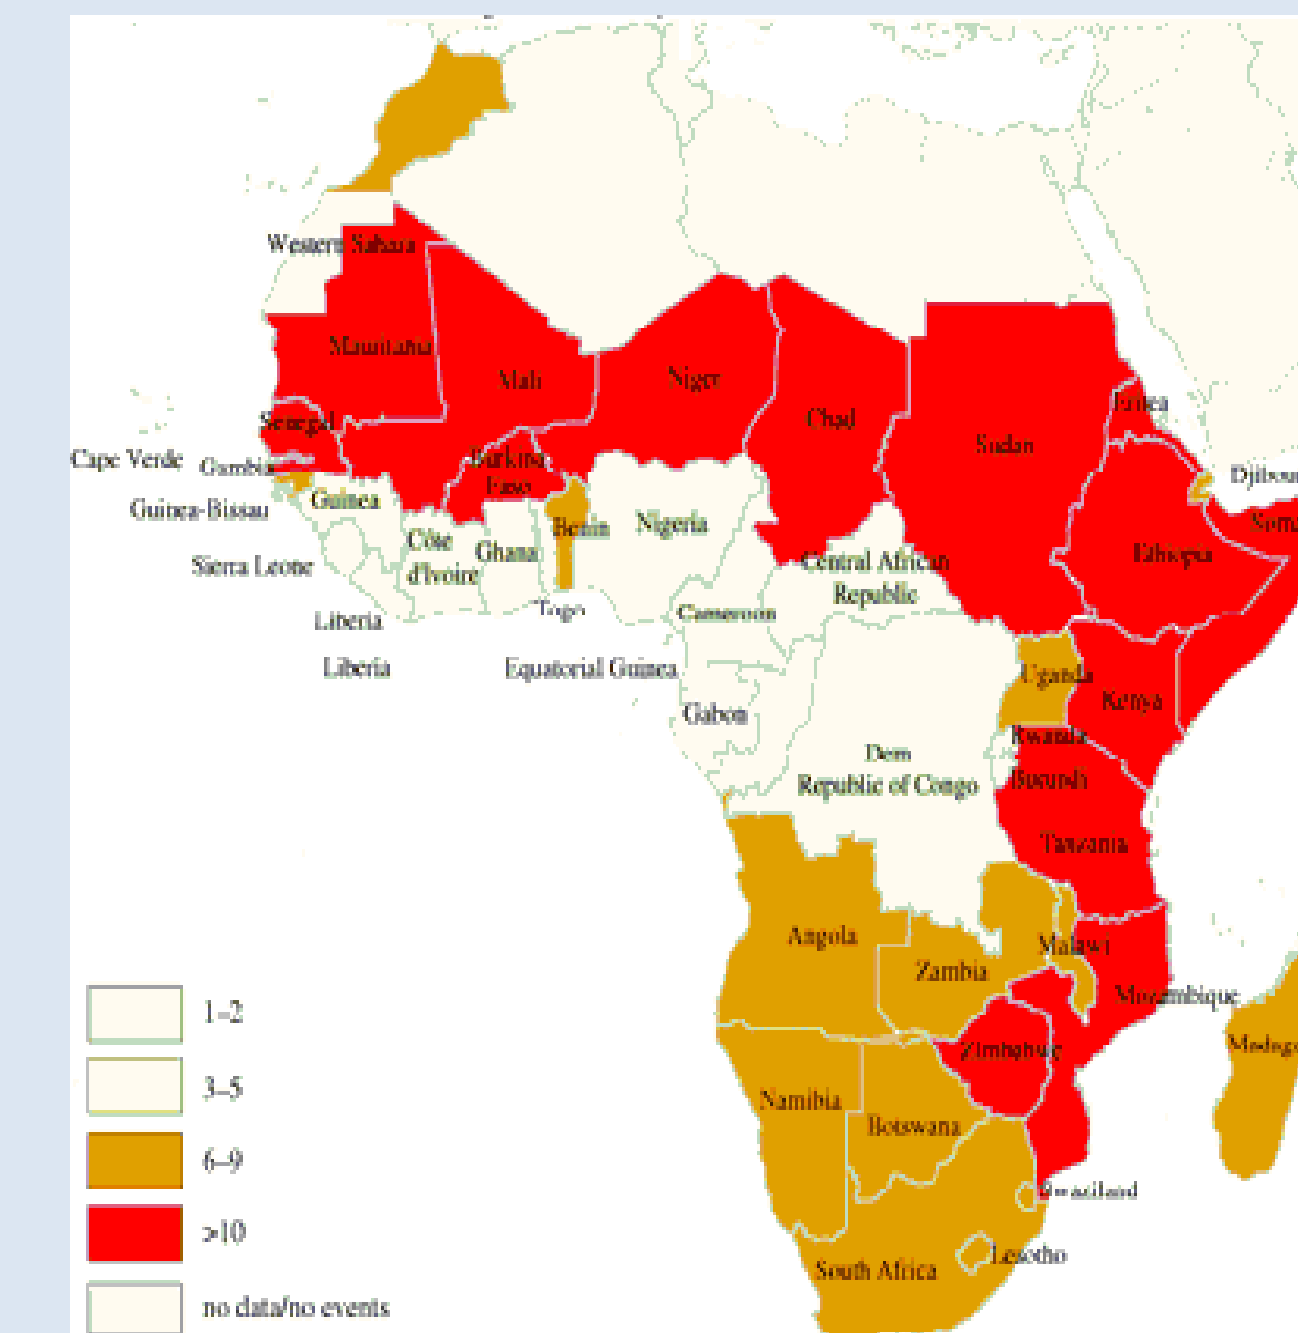 Western Sahara
Mauritania
Mali
Niger
Chad
Sudan
Eritrea
Senegal
Cape Verde
Gambia
Burkina
Faso
Djibou
Guinea-Bissau
Guinea
Benin
Nigeria
Soma
Côte
d'Ivoire
Ghana
Ethiopia
Sierra Leone
Central African
Republic
Togo
Liberia
Cameroon
Liberia
Equatorial Guinea
Uganda
Kenya
Gabon
Rwanda
Dem
Republic of Congo
Burundi
Tanzania
Angola
Malawi
Zambia
Mozambique
1–2
Zimbabwe
Madaga
3–5
Namibia
Botswana
6–9
Swaziland
>10
Lesotho
South Africa
no data/no events